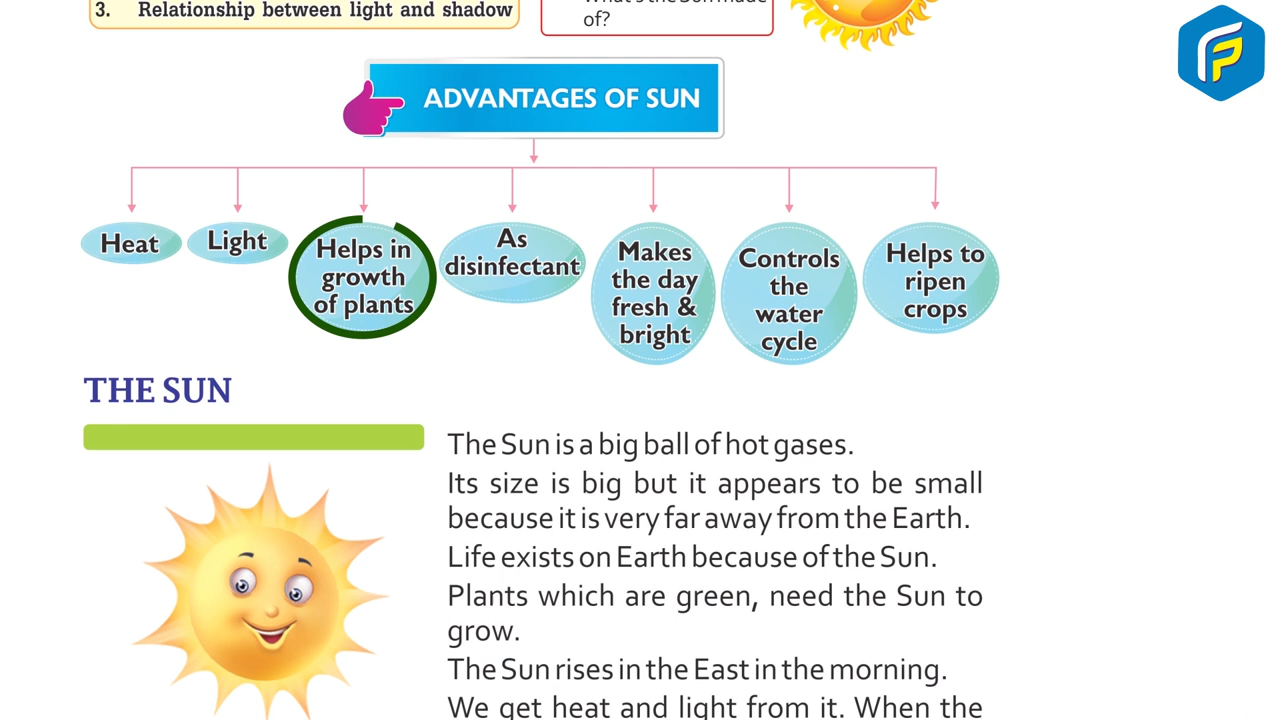 3. Relationship between light and shadow
What's the Sun made
of?
ADVANTAGES OF SUN
Heat
Light
Helps in
growth
of plants
As
disinfectant
Makes
the day
fresh &
bright
Controls
the
water
cycle
Helps to
ripen
crops
THE SUN
The Sun is a big ball of hot gases.
Its size is big but it appears to be small
because it is very far away from the Earth.
Life exists on Earth because of the Sun.
Plants which are green, need the Sun to
grow.
The Sun rises in the East in the morning.
We get heat and light from it. When the